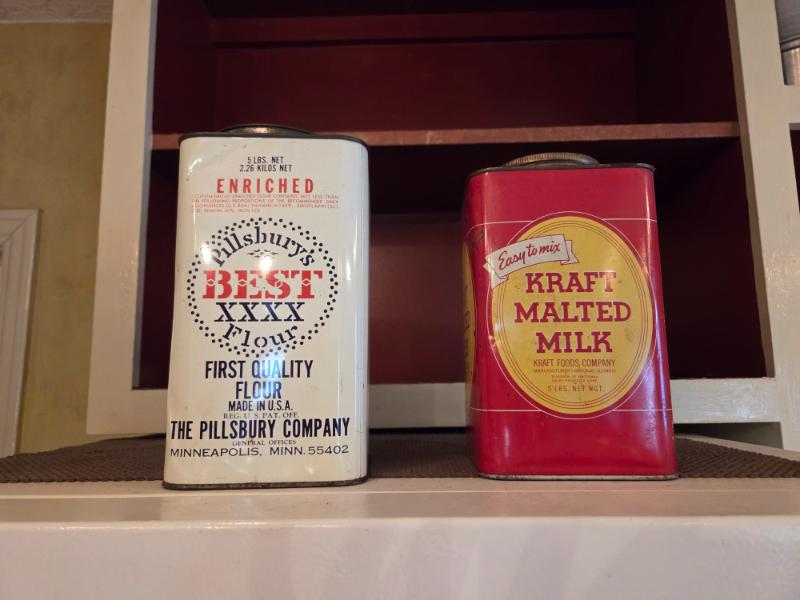 5 LBS. NET
2.26 KILOS NET
ENRICHED
Pillsbury's
BEST
XXXX
Flour
FIRST QUALITY
FLOUR
MADE IN U.S.A.
REG. U.S. PAT. OFF.
THE PILLSBURY COMPANY
GENERAL OFFICES
MINNEAPOLIS, MINN. 55402
Easy to mix
KRAFT
MALTED
MILK
KRAFT FOODS COMPANY
5 LBS. NET WGT.